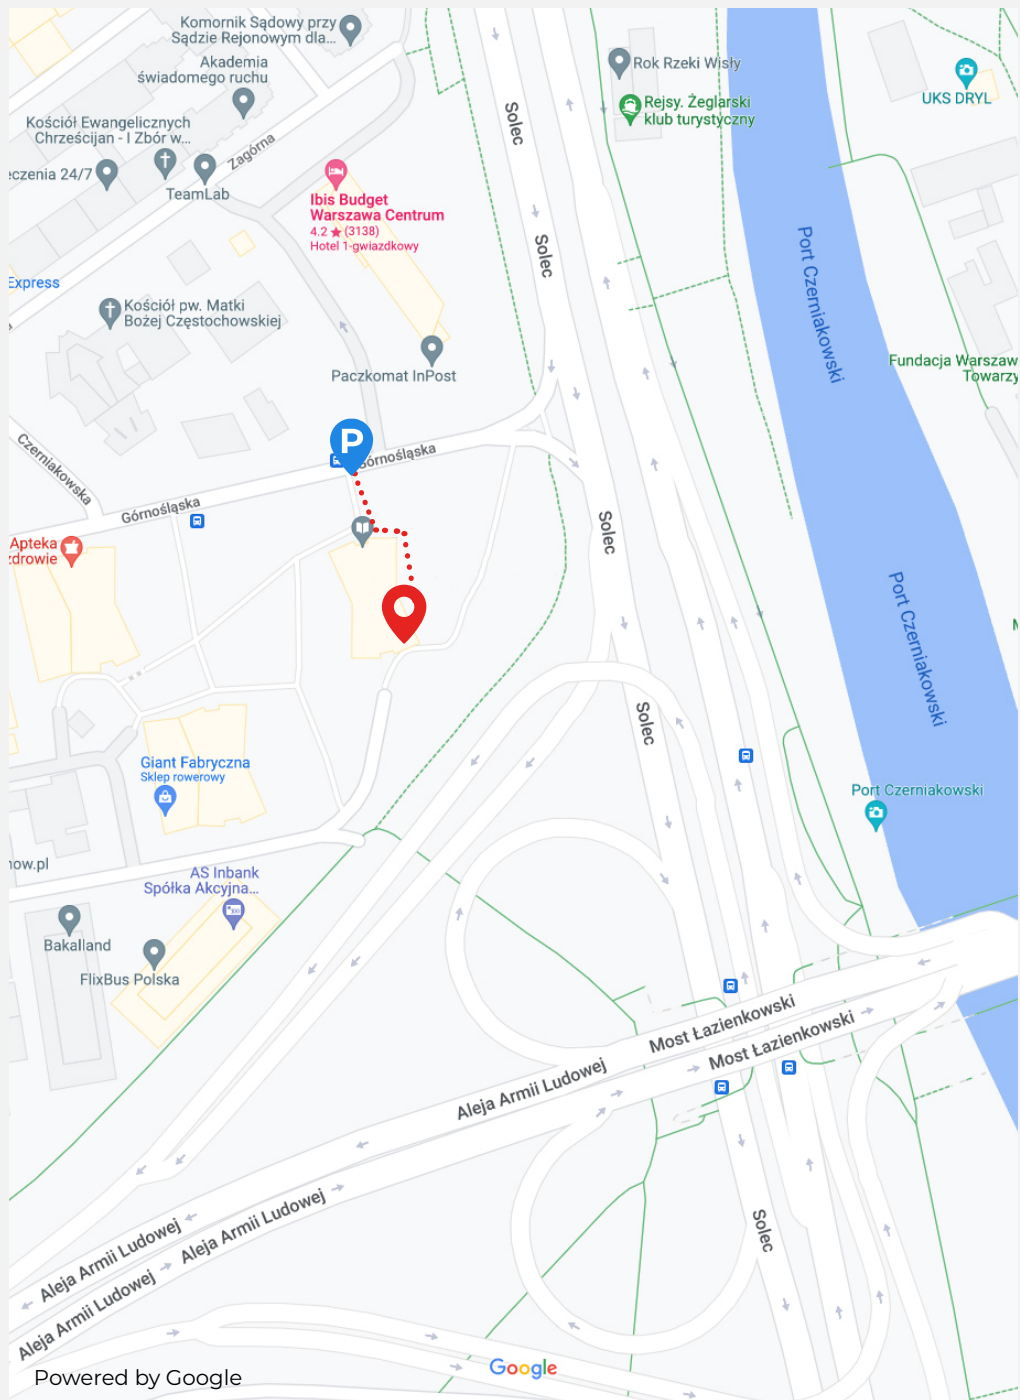 Komornik Sądowy przy
Sądzie Rejonowym dla...
Akademia
świadomego ruchu
Kościół Ewangelicznych
Chrześcijan - I Zbór w...
eczenia 24/7
TeamLab
Zagórna
Solec
Rok Rzeki Wisły
Rejsy. Żeglarski
klub turystyczny
UKS DRYL
Ibis Budget
Warszawa Centrum
4.2 ★ (3138)
Hotel 1-gwiazdkowy
Solec
Port Czerniakowski
Express
Kościół pw. Matki
Bożej Częstochowskiej
Paczkomat InPost
Fundacja Warszaw
Towarzy
Czerniakowska
P
Górnośląska
Górnośląska
Solec
Apteka
zdrowie
Port Czerniakowski
Solec
Giant Fabryczna
Sklep rowerowy
Port Czerniakowski
now.pl
AS Inbank
Spółka Akcyjna...
Bakalland
FlixBus Polska
Most Łazienkowski
Most Łazienkowski
Aleja Armii Ludowej
Solec
Aleja Armii Ludowej
Aleja Armii Ludowej
Aleja Armii Ludowej
Google
Powered by Google